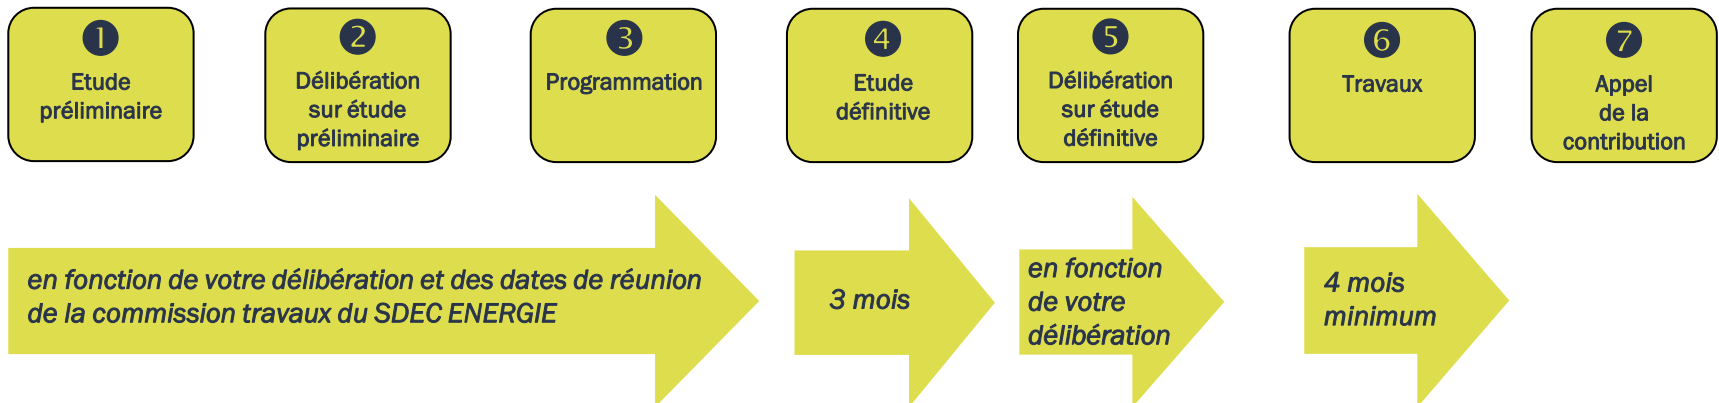 1
Etude
préliminaire
2
Délibération
sur étude
préliminaire
3
Programmation
4
Etude
définitive
5
Délibération
sur étude
définitive
6
Travaux
7
Appel
de la
contribution
en fonction de votre délibération et des dates de réunion
de la commission travaux du SDEC ENERGIE
3 mois
en fonction
de votre
délibération
4 mois
minimum